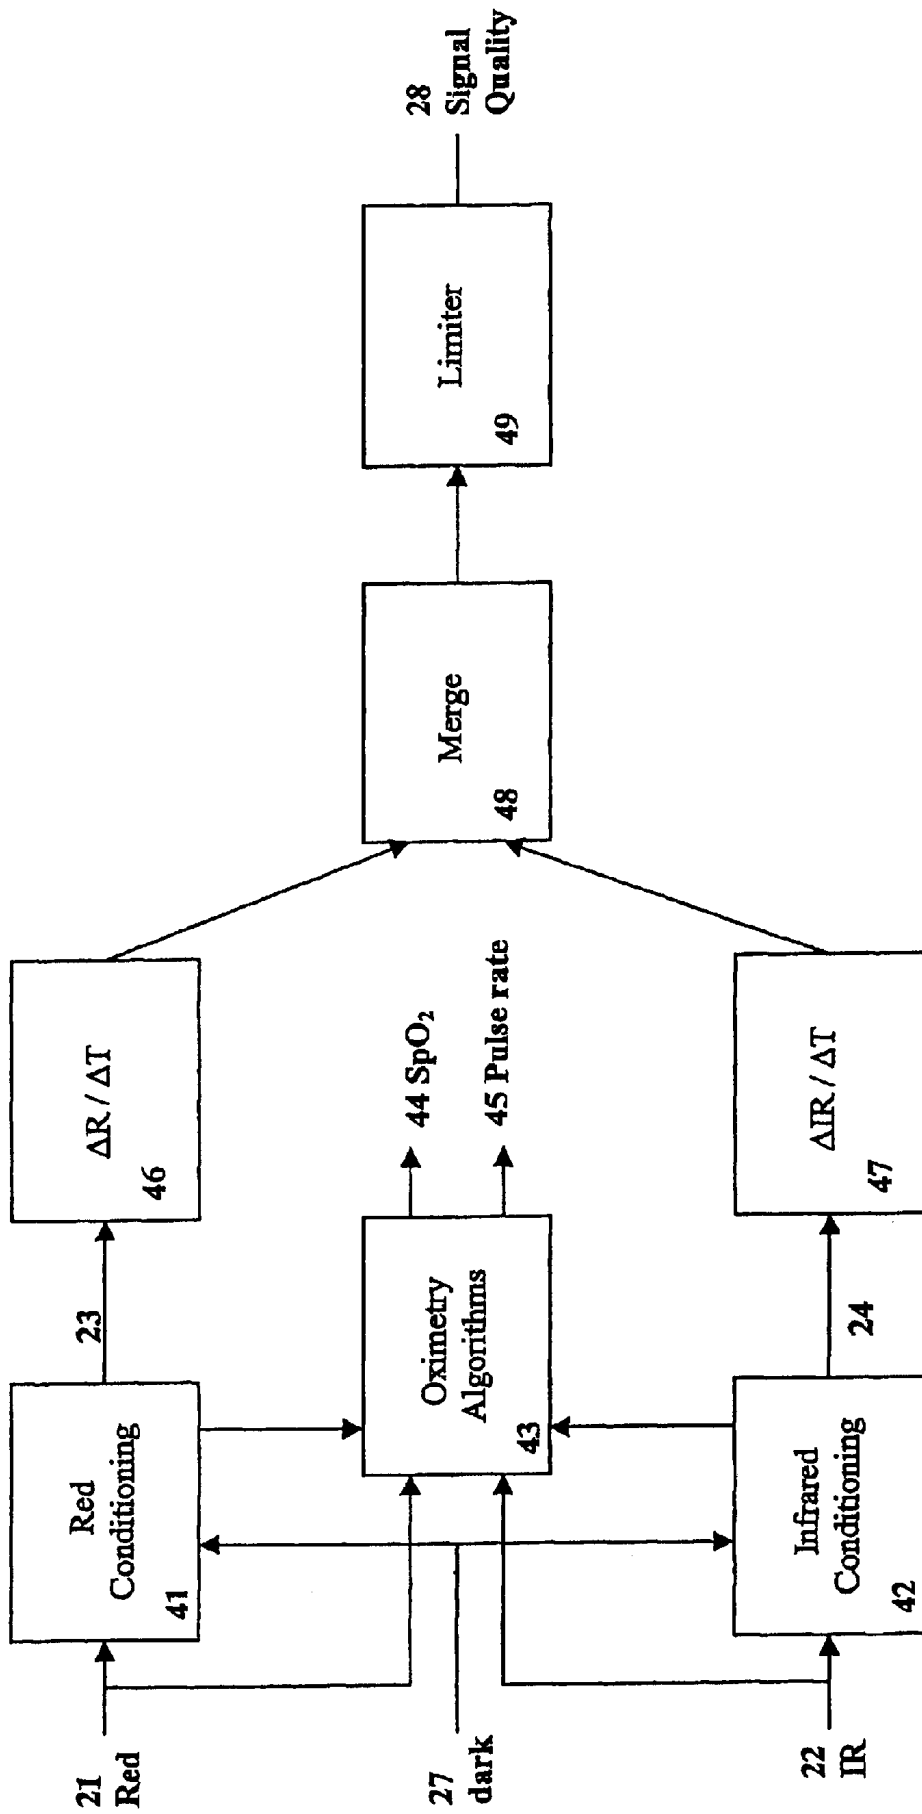 21
Red
Red
Conditioning
41
23
ΔR / ΔT
46
27
dark
Oximetry
Algorithms
43
44 SpO₂
45 Pulse rate
Merge
48
Limiter
49
28
Signal
Quality
22
IR
Infrared
Conditioning
42
24
ΔIR / ΔT
47